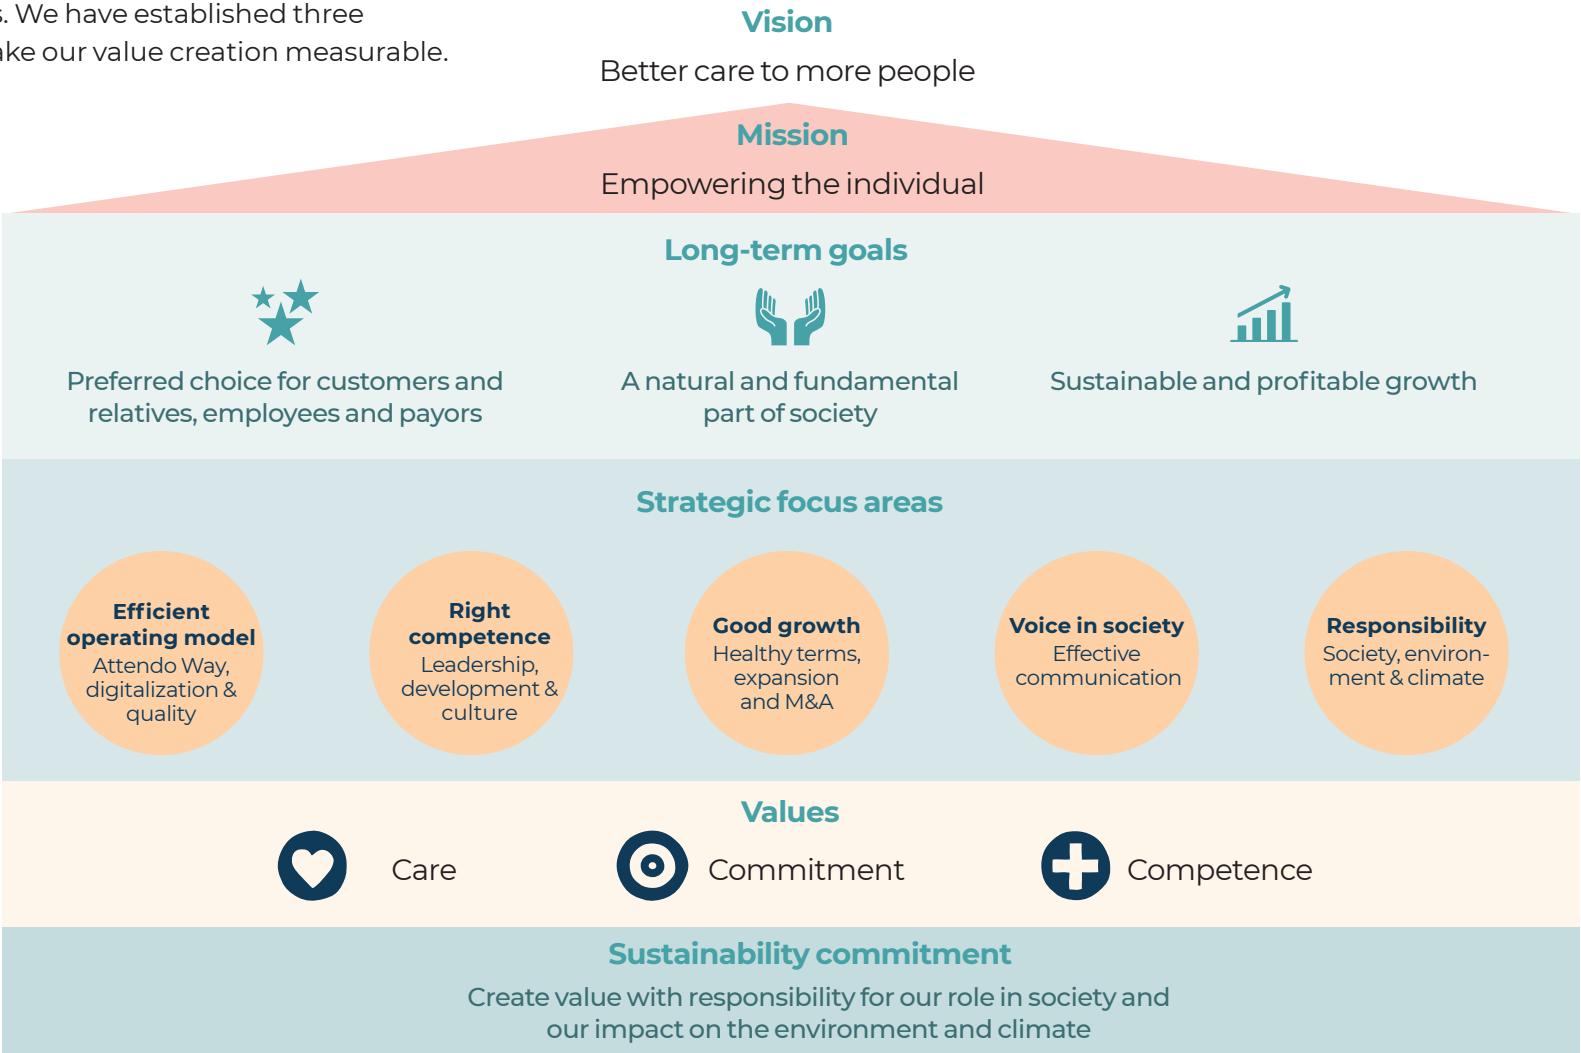 s. We have established three
ake our value creation measurable.
Vision
Better care to more people
Mission
Empowering the individual
Long-term goals
Preferred choice for customers and
relatives, employees and payors
A natural and fundamental
part of society
Sustainable and profitable growth
Strategic focus areas
Efficient
operating model
Attendo Way,
digitalization &
quality
Right
competence
Leadership,
development &
culture
Good growth
Healthy terms,
expansion
and M&A
Voice in society
Effective
communication
Responsibility
Society, environ-
ment & climate
Values
Care
Commitment
Competence
Sustainability commitment
Create value with responsibility for our role in society and
our impact on the environment and climate